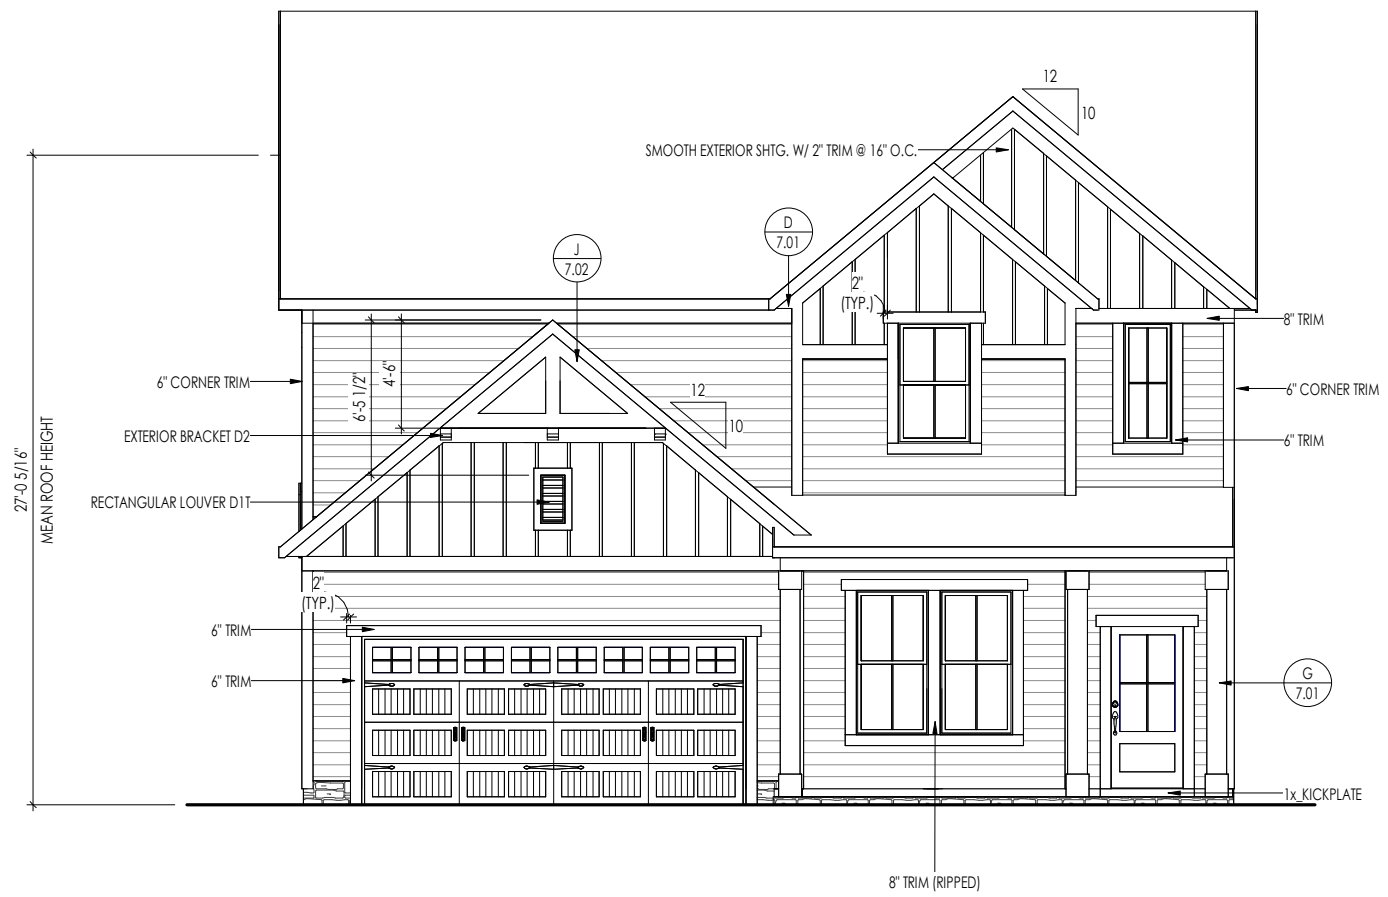 12
10
SMOOTH EXTERIOR SHTG. W/ 2" TRIM @ 16" O.C.
D
7.01
J
7.02
2"
(TYP.)
8" TRIM
6" CORNER TRIM
4'-6"
6'-5 1/2"
12
10
6" CORNER TRIM
EXTERIOR BRACKET D2
6" TRIM
27'-0 5/16"
MEAN ROOF HEIGHT
RECTANGULAR LOUVER D1T
2"
(TYP.)
6" TRIM
6" TRIM
G
7.01
1x_KICKPLATE
8" TRIM (RIPPED)